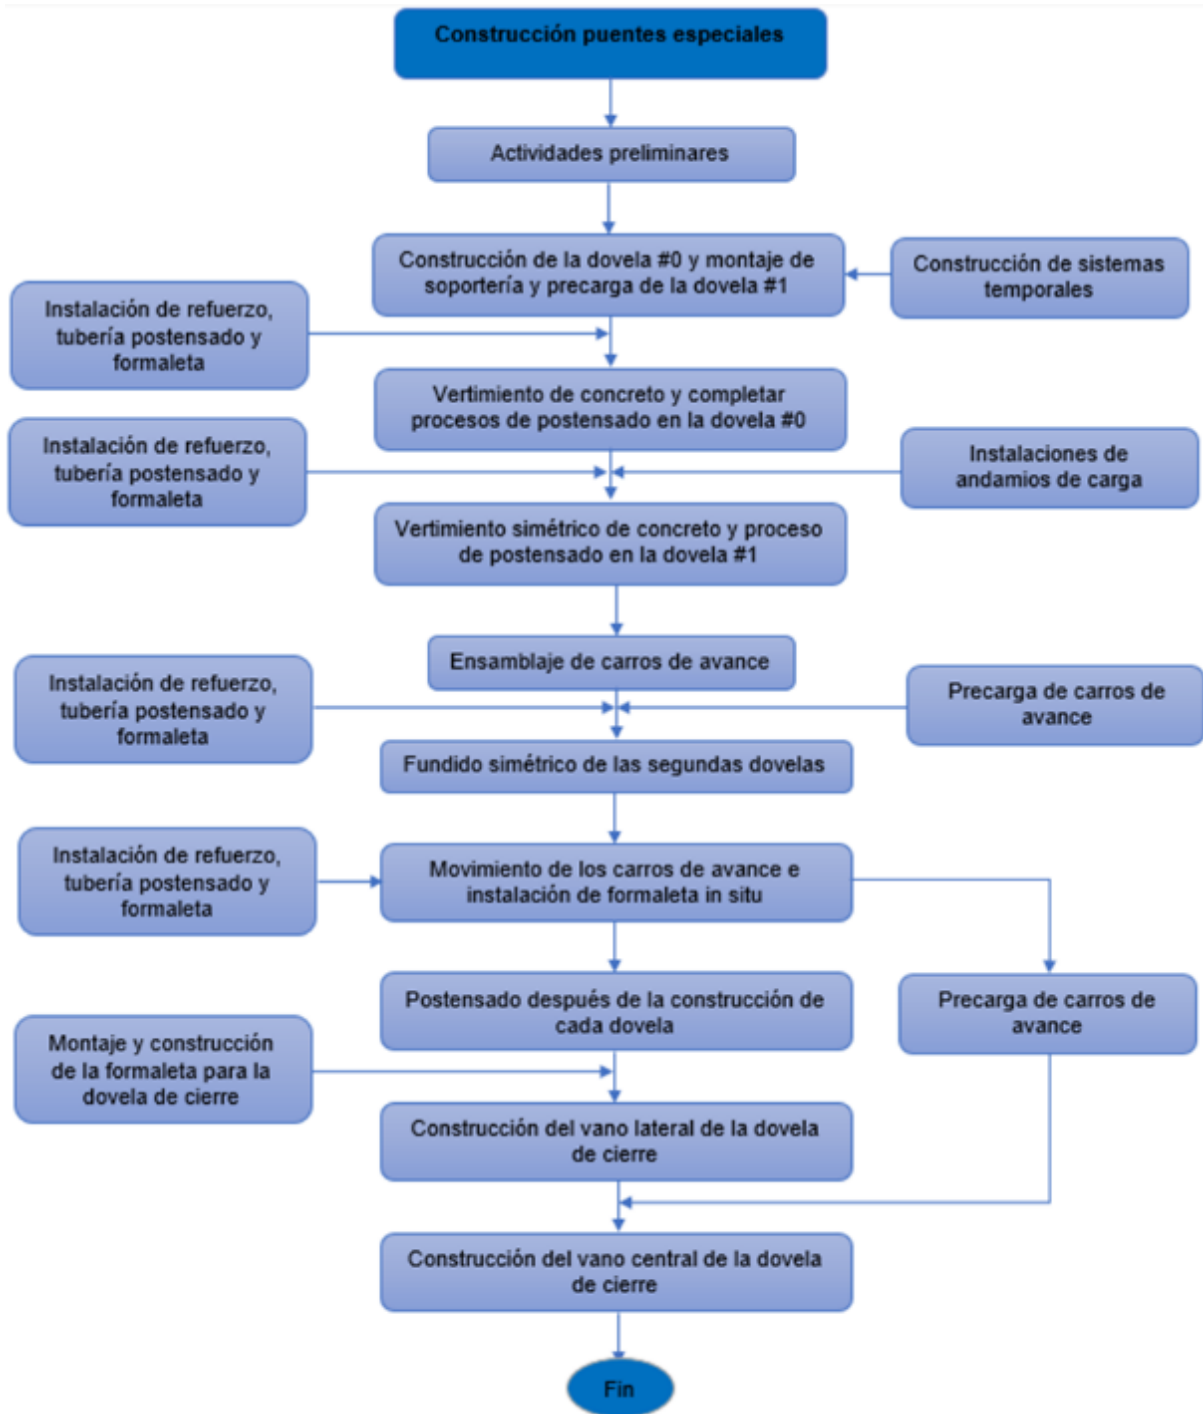 Construcción puentes especiales
Actividades preliminares
Construcción de la dovela #0 y montaje de
soportería y precarga de la dovela #1
Construcción de sistemas
temporales
Instalación de refuerzo,
tubería postensado y
formaleta
Vertimiento de concreto y completar
procesos de postensado en la dovela #0
Instalación de refuerzo,
tubería postensado y
formaleta
Instalaciones de
andamios de carga
Vertimiento simétrico de concreto y proceso
de postensado en la dovela #1
Ensamblaje de carros de avance
Instalación de refuerzo,
tubería postensado y
formaleta
Precarga de carros de
avance
Fundido simétrico de las segundas dovelas
Instalación de refuerzo,
tubería postensado y
formaleta
Movimiento de los carros de avance e
instalación de formaleta in situ
Postensado después de la construcción de
cada dovela
Precarga de carros de
avance
Montaje y construcción
de la formaleta para la
dovela de cierre
Construcción del vano lateral de la dovela
de cierre
Construcción del vano central de la dovela
de cierre
Fin